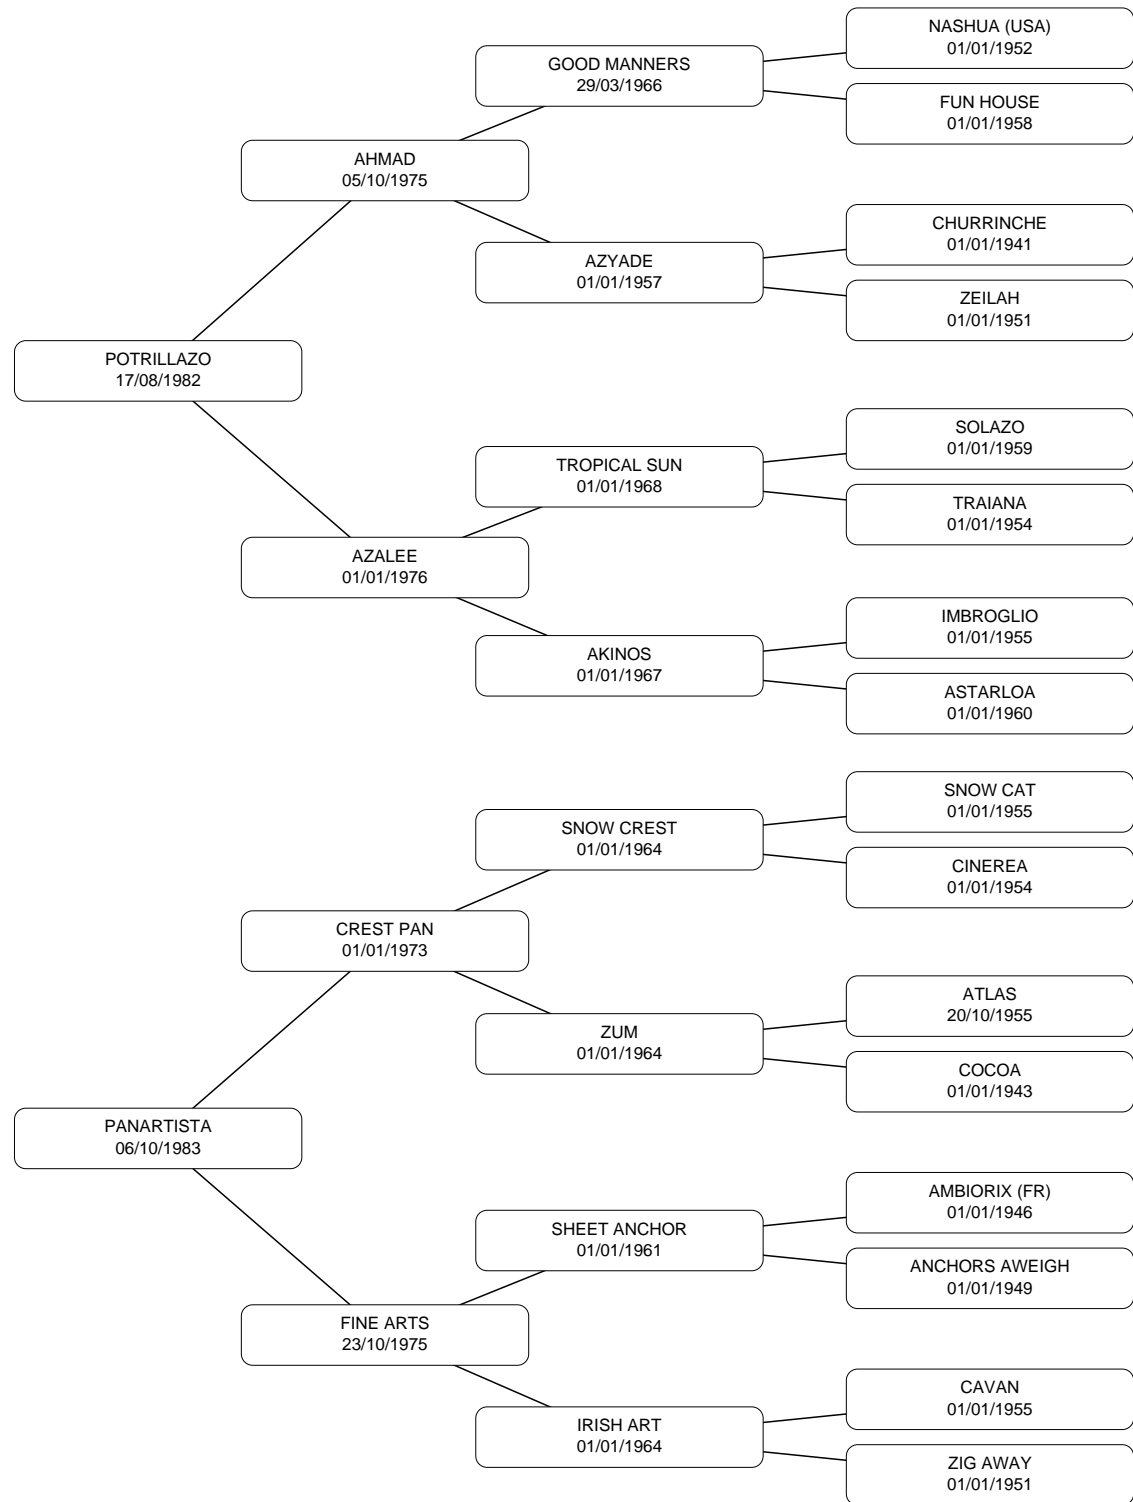 NASHUA (USA)
01/01/1952
GOOD MANNERS
29/03/1966
FUN HOUSE
01/01/1958
AHMAD
05/10/1975
CHURRINCHE
01/01/1941
AZYADE
01/01/1957
ZEILAH
01/01/1951
POTRILLAZO
17/08/1982
SOLAZO
01/01/1959
TROPICAL SUN
01/01/1968
TRAIANA
01/01/1954
AZALEE
01/01/1976
IMBROGLIO
01/01/1955
AKINOS
01/01/1967
ASTARLOA
01/01/1960
SNOW CAT
01/01/1955
SNOW CREST
01/01/1964
CINEREA
01/01/1954
CREST PAN
01/01/1973
ATLAS
20/10/1955
ZUM
01/01/1964
COCOA
01/01/1943
PANARTISTA
06/10/1983
AMBIORIX (FR)
01/01/1946
SHEET ANCHOR
01/01/1961
ANCHORS AWEIGH
01/01/1949
FINE ARTS
23/10/1975
CAVAN
01/01/1955
IRISH ART
01/01/1964
ZIG AWAY
01/01/1951